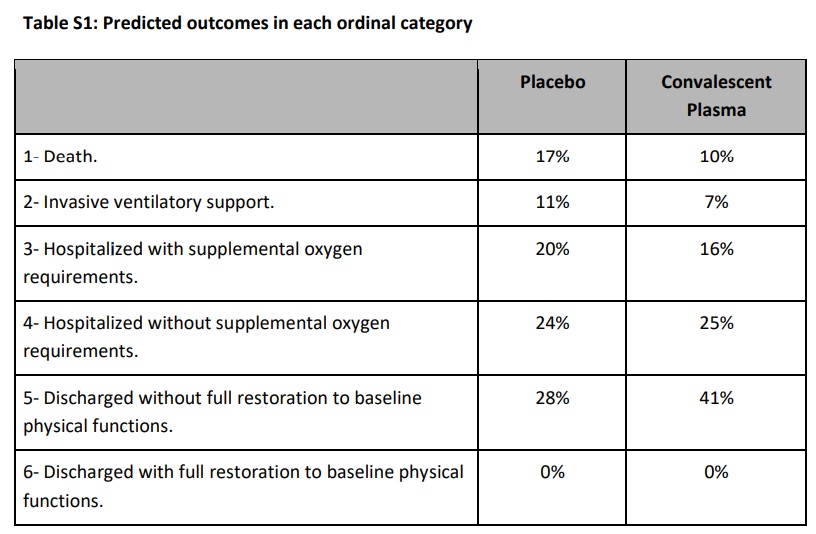 Table S1: Predicted outcomes in each ordinal category
Placebo
Convalescent
Plasma
1- Death.
17%
10%
2- Invasive ventilatory support.
11%
7%
3- Hospitalized with supplemental oxygen
requirements.
20%
16%
4- Hospitalized without supplemental oxygen
requirements.
24%
25%
5- Discharged without full restoration to baseline
physical functions.
28%
41%
6- Discharged with full restoration to baseline physical
functions.
0%
0%